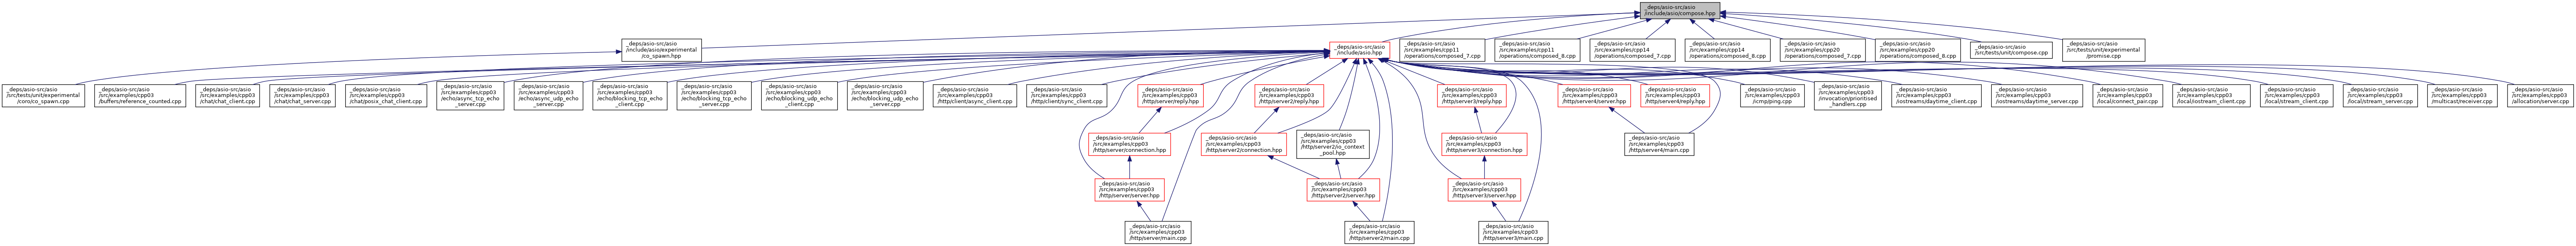 _deps/asio-src/asio
/include/asio/compose.hpp
_deps/asio-src/asio
/include/asio/experimental
/co_spawn.hpp
_deps/asio-src/asio
/include/asio.hpp
_deps/asio-src/asio
/src/examples/cpp11
/operations/composed_7.cpp
_deps/asio-src/asio
/src/examples/cpp11
/operations/composed_8.cpp
_deps/asio-src/asio
/src/examples/cpp14
/operations/composed_7.cpp
_deps/asio-src/asio
/src/examples/cpp14
/operations/composed_8.cpp
_deps/asio-src/asio
/src/examples/cpp20
/operations/composed_7.cpp
_deps/asio-src/asio
/src/examples/cpp20
/operations/composed_8.cpp
_deps/asio-src/asio
/src/tests/unit/compose.cpp
_deps/asio-src/asio
/src/tests/unit/experimental
/promise.cpp
_deps/asio-src/asio
/src/tests/unit/experimental
/coro/co_spawn.cpp
_deps/asio-src/asio
/src/examples/cpp03
/buffers/reference_counted.cpp
_deps/asio-src/asio
/src/examples/cpp03
/chat/chat_client.cpp
_deps/asio-src/asio
/src/examples/cpp03
/chat/chat_server.cpp
_deps/asio-src/asio
/src/examples/cpp03
/chat/posix_chat_client.cpp
_deps/asio-src/asio
/src/examples/cpp03
/echo/async_tcp_echo
_server.cpp
_deps/asio-src/asio
/src/examples/cpp03
/echo/async_udp_echo
_server.cpp
_deps/asio-src/asio
/src/examples/cpp03
/echo/blocking_tcp_echo
_client.cpp
_deps/asio-src/asio
/src/examples/cpp03
/echo/blocking_tcp_echo
_server.cpp
_deps/asio-src/asio
/src/examples/cpp03
/echo/blocking_udp_echo
_client.cpp
_deps/asio-src/asio
/src/examples/cpp03
/echo/blocking_udp_echo
_server.cpp
_deps/asio-src/asio
/src/examples/cpp03
/http/client/async_client.cpp
_deps/asio-src/asio
/src/examples/cpp03
/http/client/sync_client.cpp
_deps/asio-src/asio
/src/examples/cpp03
/http/server/reply.hpp
_deps/asio-src/asio
/src/examples/cpp03
/http/server2/reply.hpp
_deps/asio-src/asio
/src/examples/cpp03
/http/server3/reply.hpp
_deps/asio-src/asio
/src/examples/cpp03
/http/server4/server.hpp
_deps/asio-src/asio
/src/examples/cpp03
/http/server4/reply.hpp
_deps/asio-src/asio
/src/examples/cpp03
/icmp/ping.cpp
_deps/asio-src/asio
/src/examples/cpp03
/invocation/prioritised
_handlers.cpp
_deps/asio-src/asio
/src/examples/cpp03
/iostreams/daytime_client.cpp
_deps/asio-src/asio
/src/examples/cpp03
/iostreams/daytime_server.cpp
_deps/asio-src/asio
/src/examples/cpp03
/local/connect_pair.cpp
_deps/asio-src/asio
/src/examples/cpp03
/local/iostream_client.cpp
_deps/asio-src/asio
/src/examples/cpp03
/local/stream_client.cpp
_deps/asio-src/asio
/src/examples/cpp03
/local/stream_server.cpp
_deps/asio-src/asio
/src/examples/cpp03
/multicast/receiver.cpp
_deps/asio-src/asio
/src/examples/cpp03
/allocation/server.cpp
_deps/asio-src/asio
/src/examples/cpp03
/http/server/connection.hpp
_deps/asio-src/asio
/src/examples/cpp03
/http/server2/connection.hpp
_deps/asio-src/asio
/src/examples/cpp03
/http/server2/io_context
_pool.hpp
_deps/asio-src/asio
/src/examples/cpp03
/http/server3/connection.hpp
_deps/asio-src/asio
/src/examples/cpp03
/http/server4/main.cpp
_deps/asio-src/asio
/src/examples/cpp03
/http/server/server.hpp
_deps/asio-src/asio
/src/examples/cpp03
/http/server2/server.hpp
_deps/asio-src/asio
/src/examples/cpp03
/http/server3/server.hpp
_deps/asio-src/asio
/src/examples/cpp03
/http/server/main.cpp
_deps/asio-src/asio
/src/examples/cpp03
/http/server2/main.cpp
_deps/asio-src/asio
/src/examples/cpp03
/http/server3/main.cpp